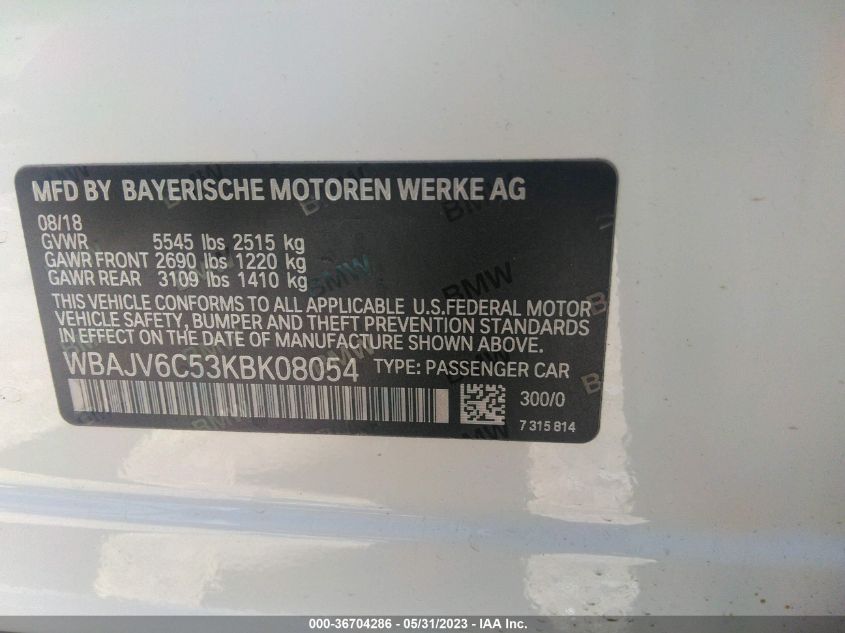 MFD BY BAYERISCHE MOTOREN WERKE AG
08/18
GVWR 5545 lbs 2515 kg
GAWR FRONT 2690 lbs 1220 kg
GAWR REAR 3109 lbs 1410 kg
THIS VEHICLE CONFORMS TO ALL APPLICABLE U.S.FEDERAL MOTOR
VEHICLE SAFETY, BUMPER AND THEFT PREVENTION STANDARDS
IN EFFECT ON THE DATE OF MANUFACTURE SHOWN ABOVE.
WBAJV6C53KBK08054 TYPE: PASSENGER CAR
300/0
7 315 814
000-36704286 - 05/31/2023 - IAA Inc.